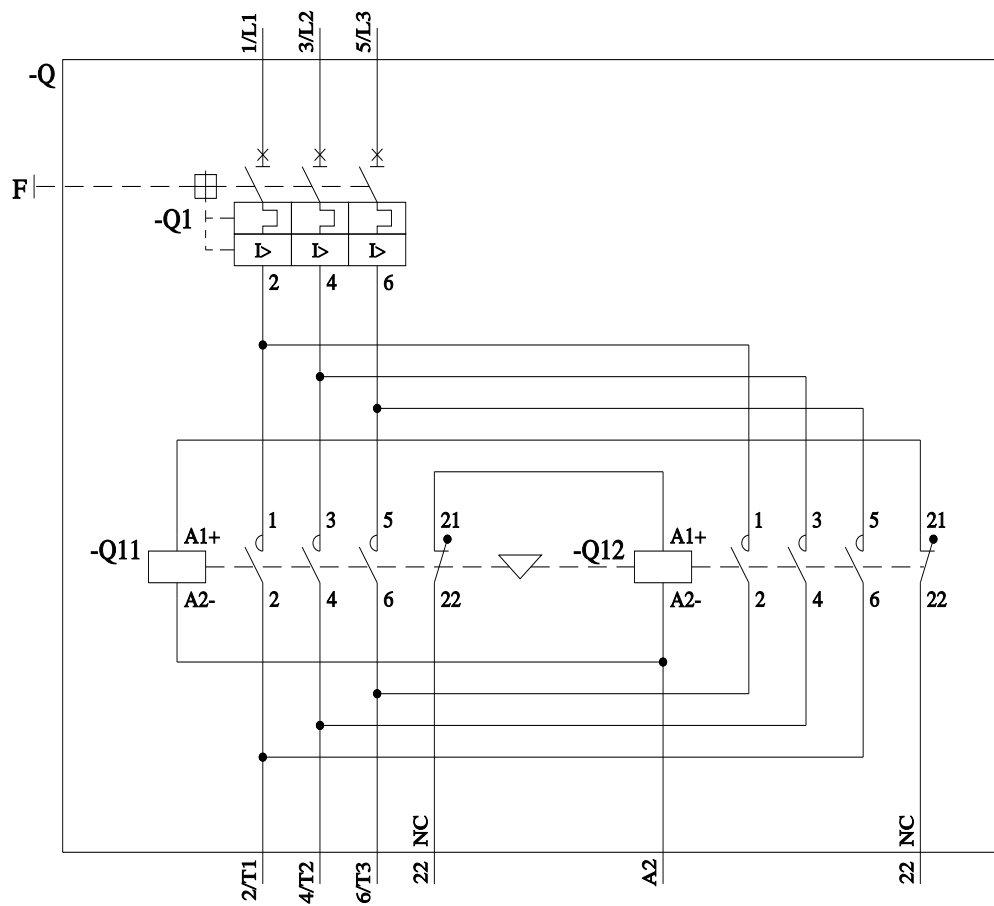 1/L1 3/L2 5/L3
-Q
F
-Q1
I> I> I>
2 4 6
1 3 5 21 1 3 5 21
-Q11 A1+ -Q12 A1+
A2- 2 4 6 22 A2- 2 4 6 22
NC NC
2/T1 4/T2 6/T3 22 A2 22